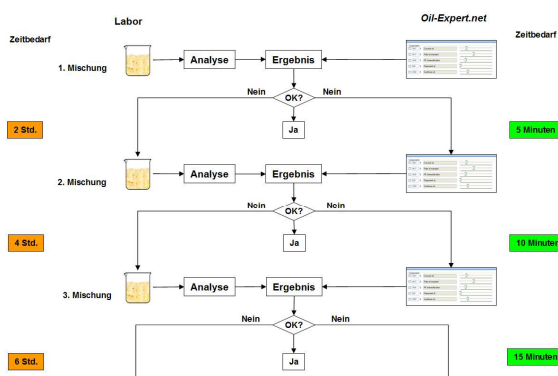 Labor
Oil-Expert.net
Zeitbedarf
Zeitbedarf
1. Mischung
Analyse
Ergebnis
Nein
OK?
Nein
2 Std.
Ja
5 Minuten
2. Mischung
Analyse
Ergebnis
Nein
OK?
Nein
4 Std.
Ja
10 Minuten
3. Mischung
Analyse
Ergebnis
Nein
OK?
Nein
6 Std.
Ja
15 Minuten